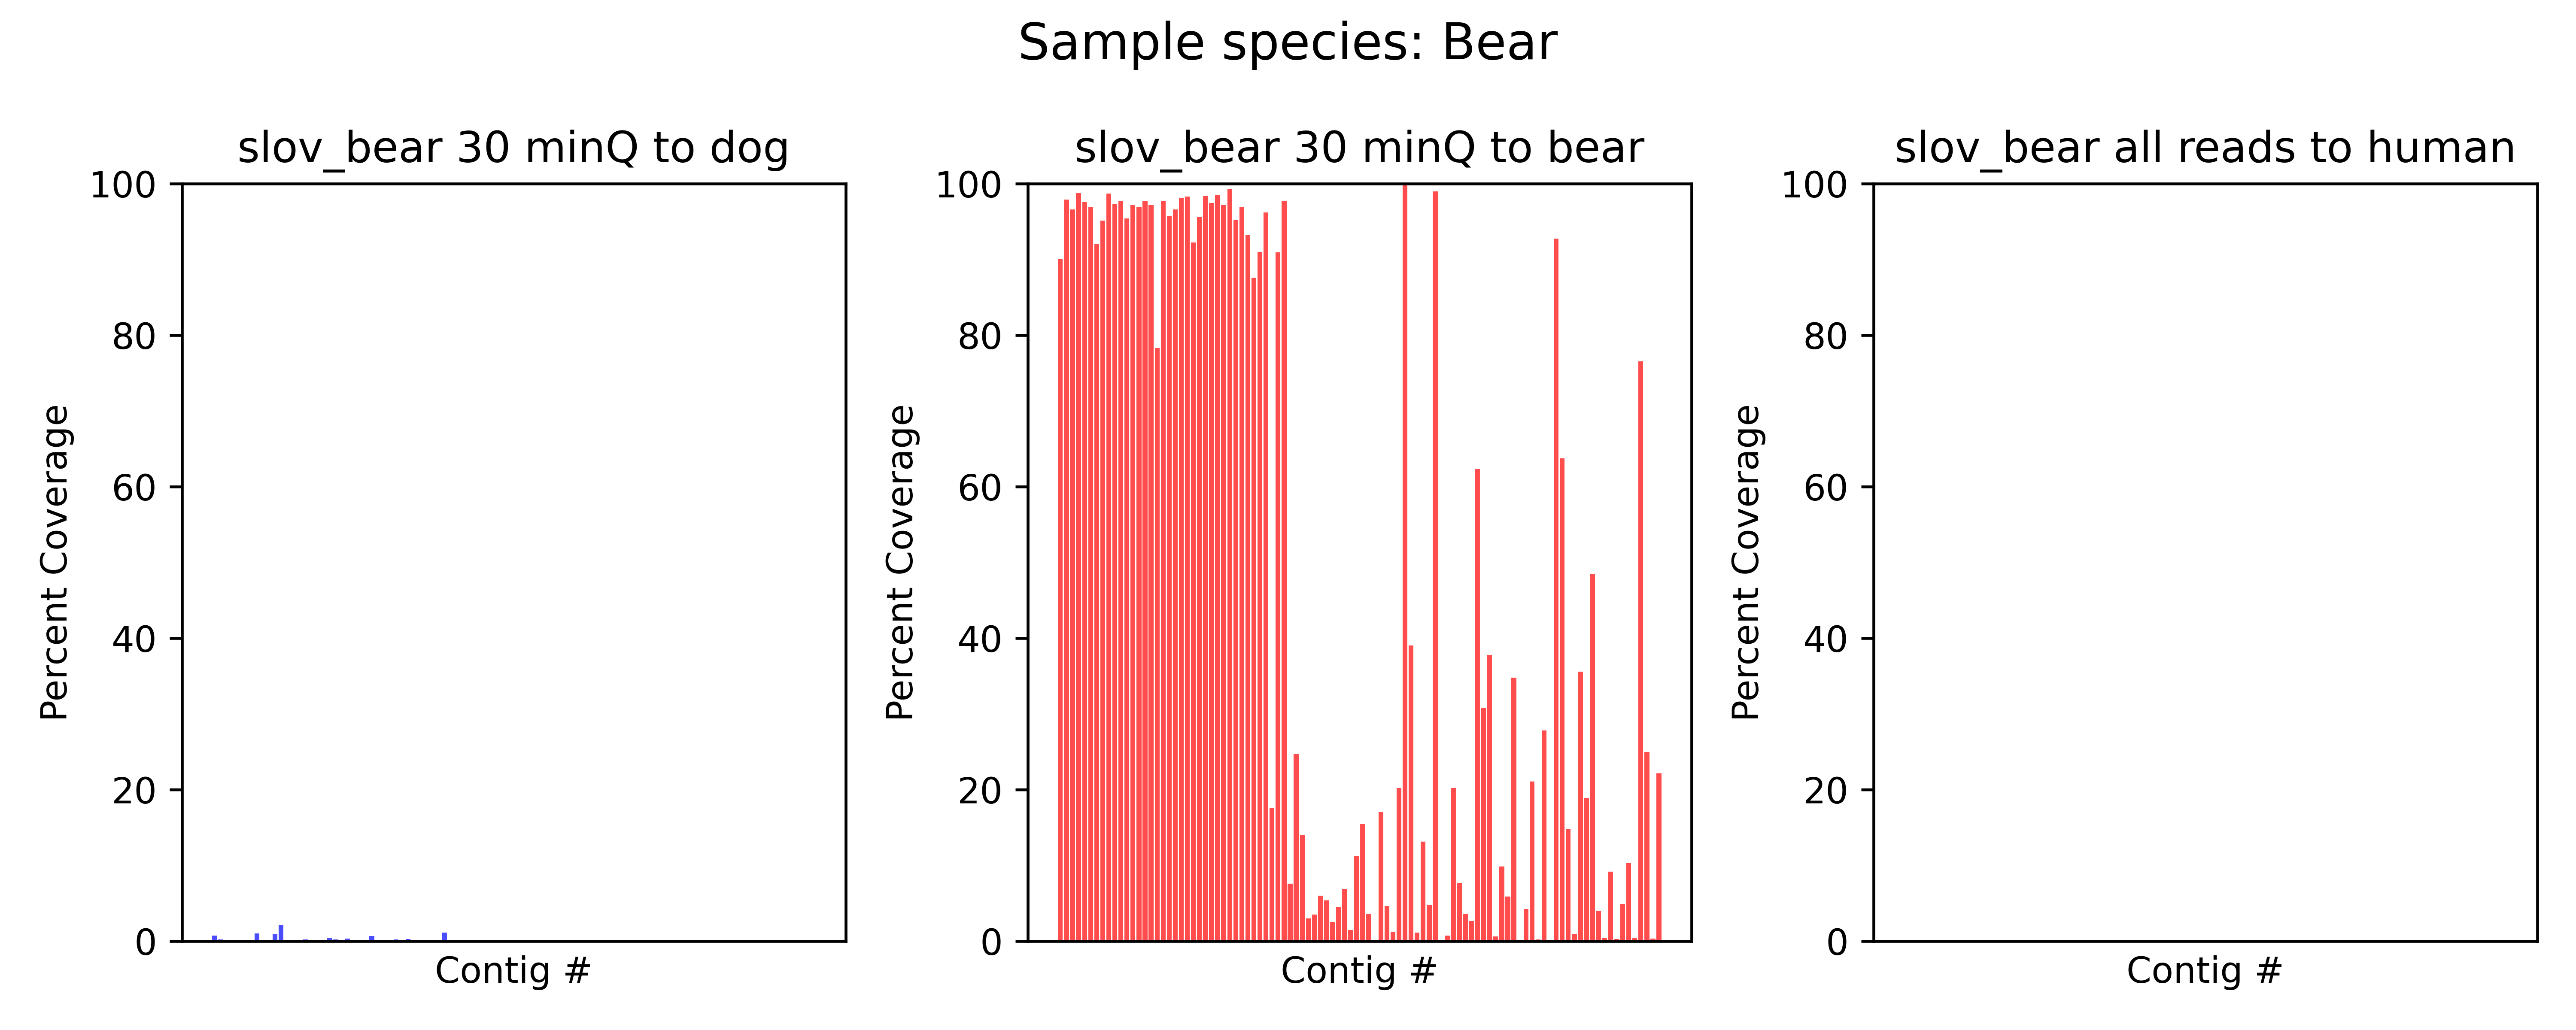 Sample species: Bear
slov_bear 30 minQ to dog
100
80
60
40
20
0
Percent Coverage
Contig #
slov_bear 30 minQ to bear
100
80
60
40
20
0
Percent Coverage
Contig #
slov_bear all reads to human
100
80
60
40
20
0
Percent Coverage
Contig #